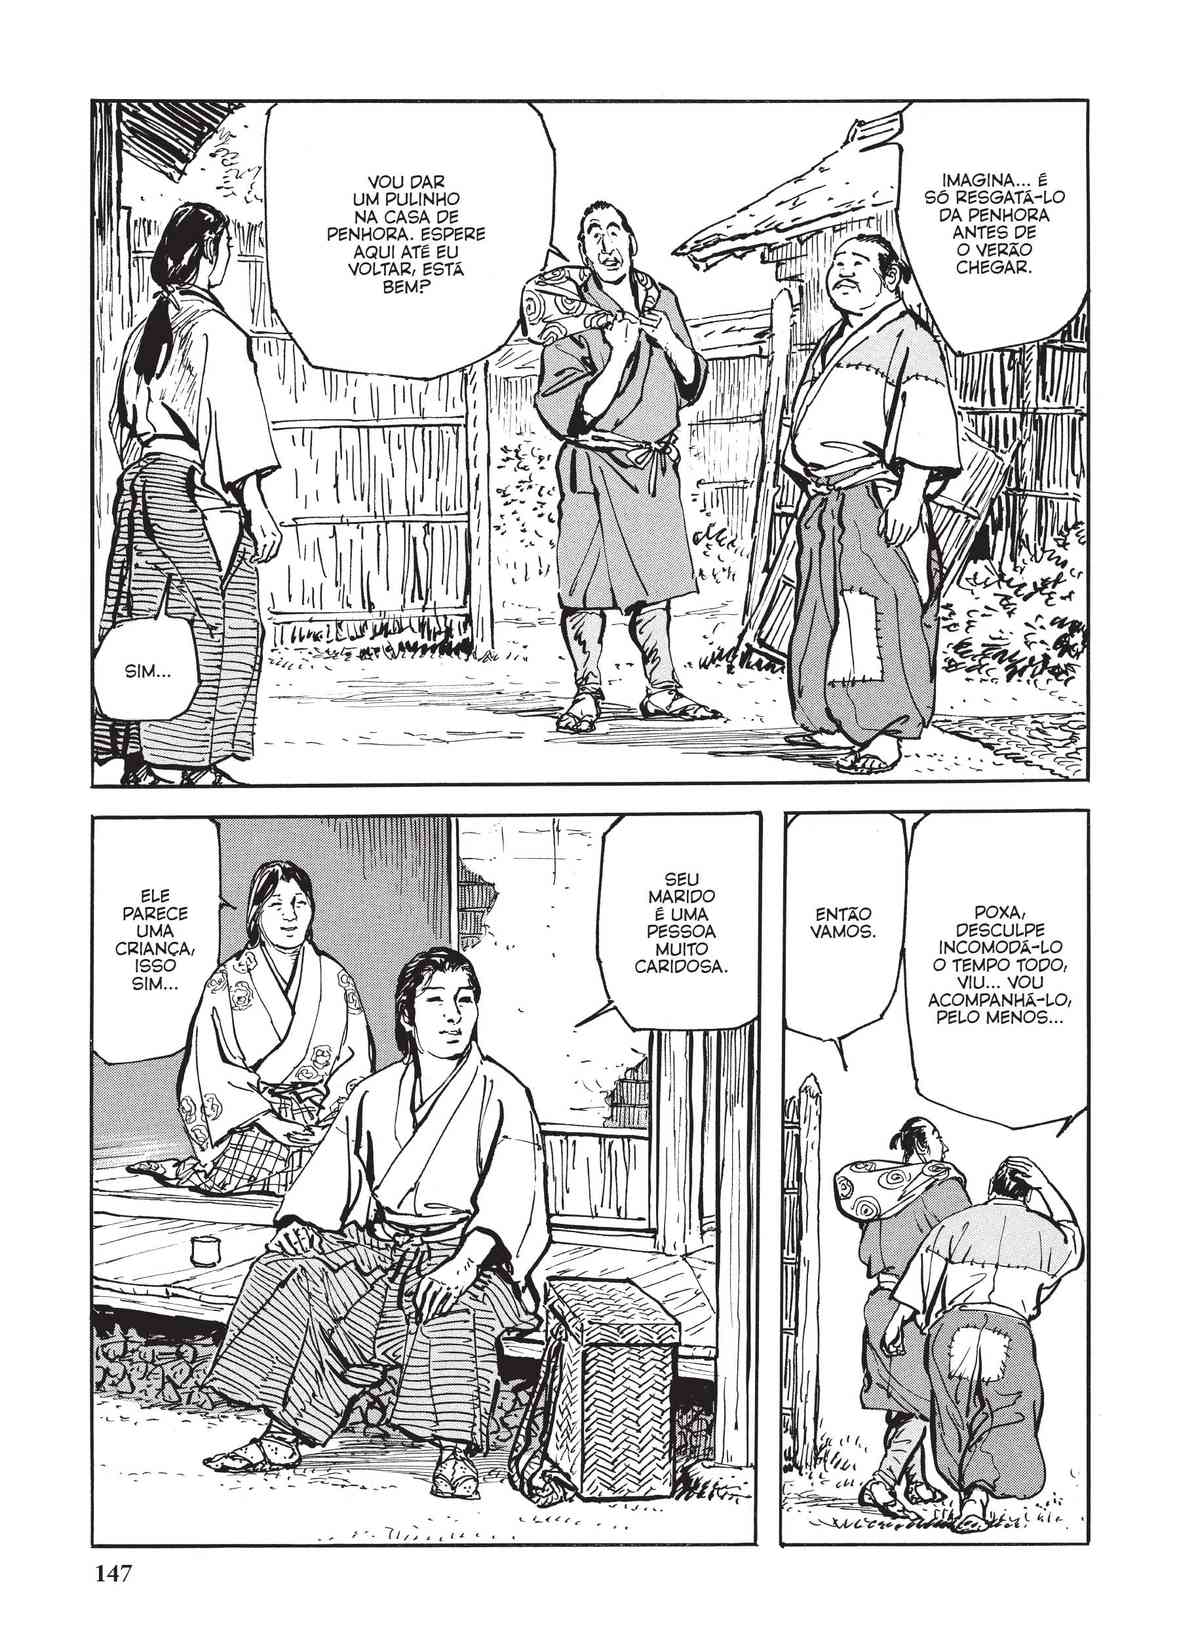 IMAGINA... É
SÓ RESGATÁ-LO
DA PENHORA
ANTES DE
O VERÃO
CHEGAR.
VOU DAR
UM PULINHO
NA CASA DE
PENHORA. ESPERE
AQUI ATÉ EU
VOLTAR, ESTÁ
BEM?
SIM...
POXA,
DESCULPE
INCOMODÁ-LO
O TEMPO TODO,
VIU... VOU
ACOMPANHÁ-LO,
PELO MENOS...
ENTÃO
VAMOS.
SEU
MARIDO
É UMA
PESSOA
MUITO
CARIDOSA.
ELE
PARECE
UMA
CRIANÇA,
ISSO
SIM...
147